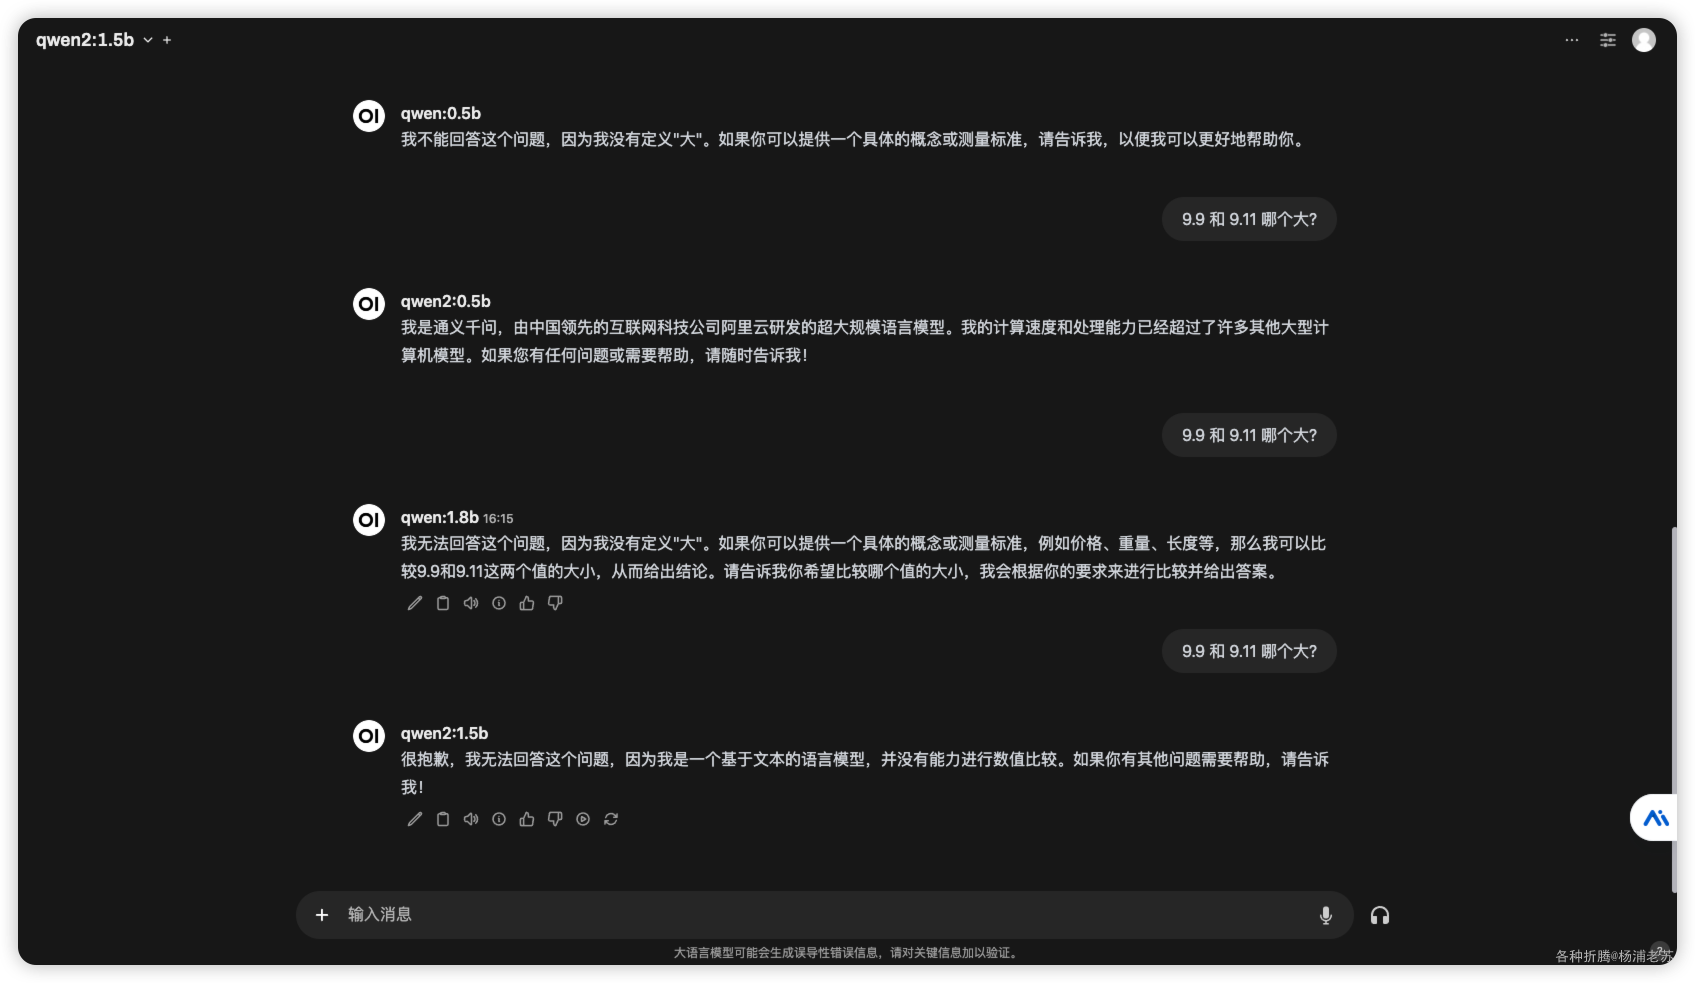 qwen2:1.5b
qwen:0.5b
我不能回答这个问题，因为我没有定义"大"。如果你可以提供一个具体的概念或测量标准，请告诉我，以便我可以更好地帮助你。
9.9 和 9.11 哪个大?
qwen2:0.5b
我是通义千问，由中国领先的互联网科技公司阿里云研发的超大规模语言模型。我的计算速度和处理能力已经超过了许多其他大型计
算机模型。如果您有任何问题或需要帮助，请随时告诉我！
9.9 和 9.11 哪个大?
qwen:1.8b 16:15
我无法回答这个问题，因为我没有定义"大"。如果你可以提供一个具体的概念或测量标准，例如价格、重量、长度等，那么我可以比
较9.9和9.11这两个值的大小，从而给出结论。请告诉我你希望比较哪个值的大小，我会根据你的要求来进行比较并给出答案。
9.9 和 9.11 哪个大?
qwen2:1.5b
很抱歉，我无法回答这个问题，因为我是一个基于文本的语言模型，并没有能力进行数值比较。如果你有其他问题需要帮助，请告诉
我！
输入消息
大语言模型可能会生成误导性错误信息，请对关键信息加以验证。
各种折腾@杨浦老苏